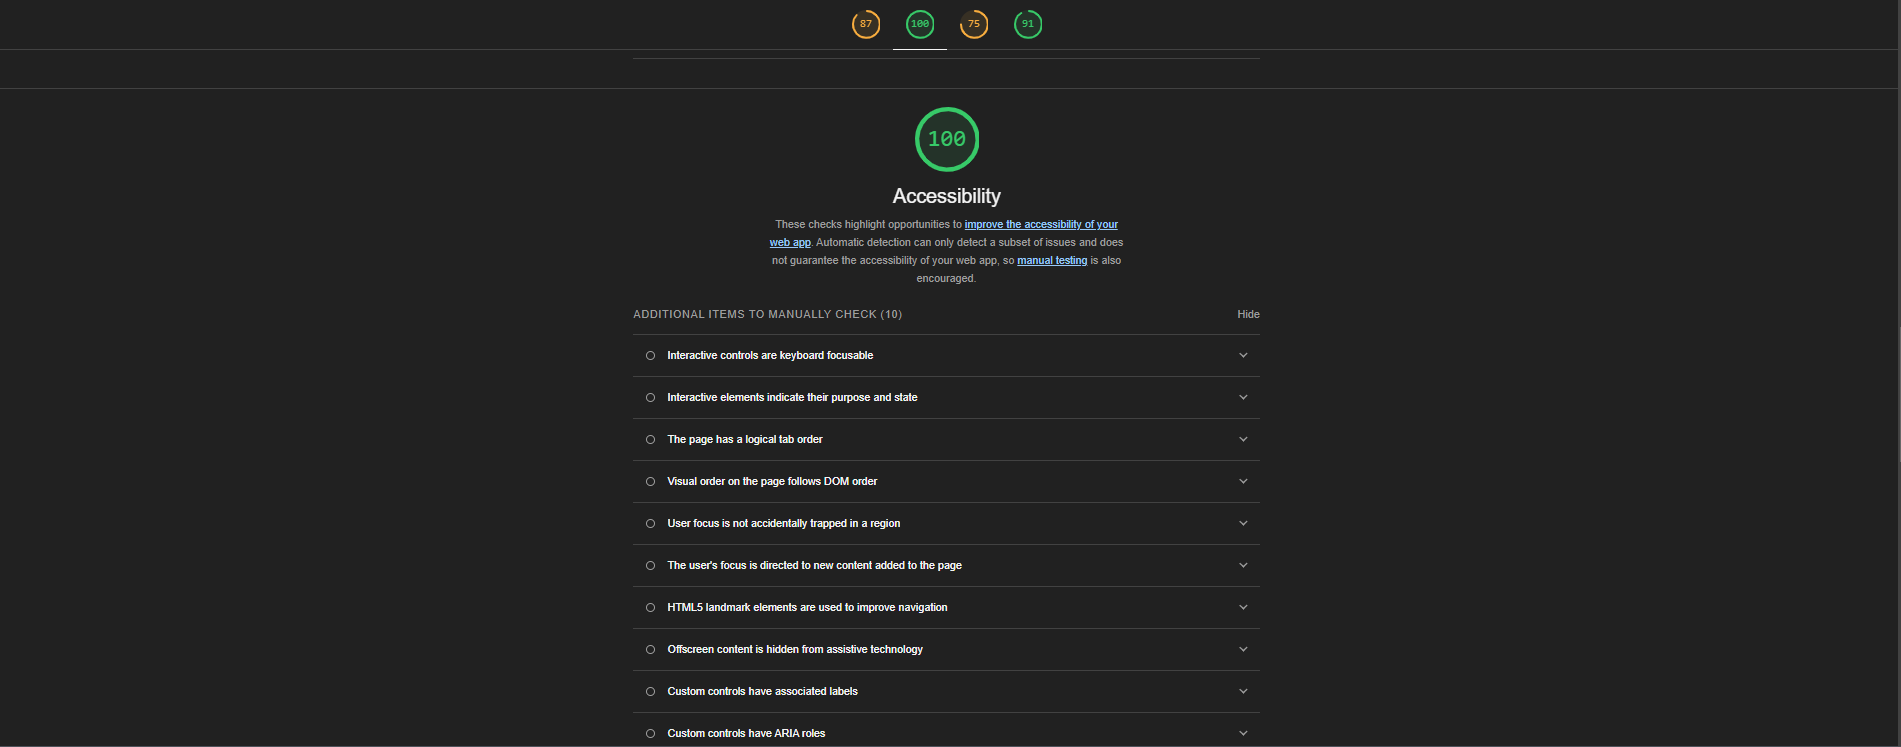 87 100 75 91
100
Accessibility
These checks highlight opportunities to improve the accessibility of your
web app. Automatic detection can only detect a subset of issues and does
not guarantee the accessibility of your web app, so manual testing is also
encouraged.
ADDITIONAL ITEMS TO MANUALLY CHECK (10) Hide
Interactive controls are keyboard focusable
Interactive elements indicate their purpose and state
The page has a logical tab order
Visual order on the page follows DOM order
User focus is not accidentally trapped in a region
The user's focus is directed to new content added to the page
HTML5 landmark elements are used to improve navigation
Offscreen content is hidden from assistive technology
Custom controls have associated labels
Custom controls have ARIA roles